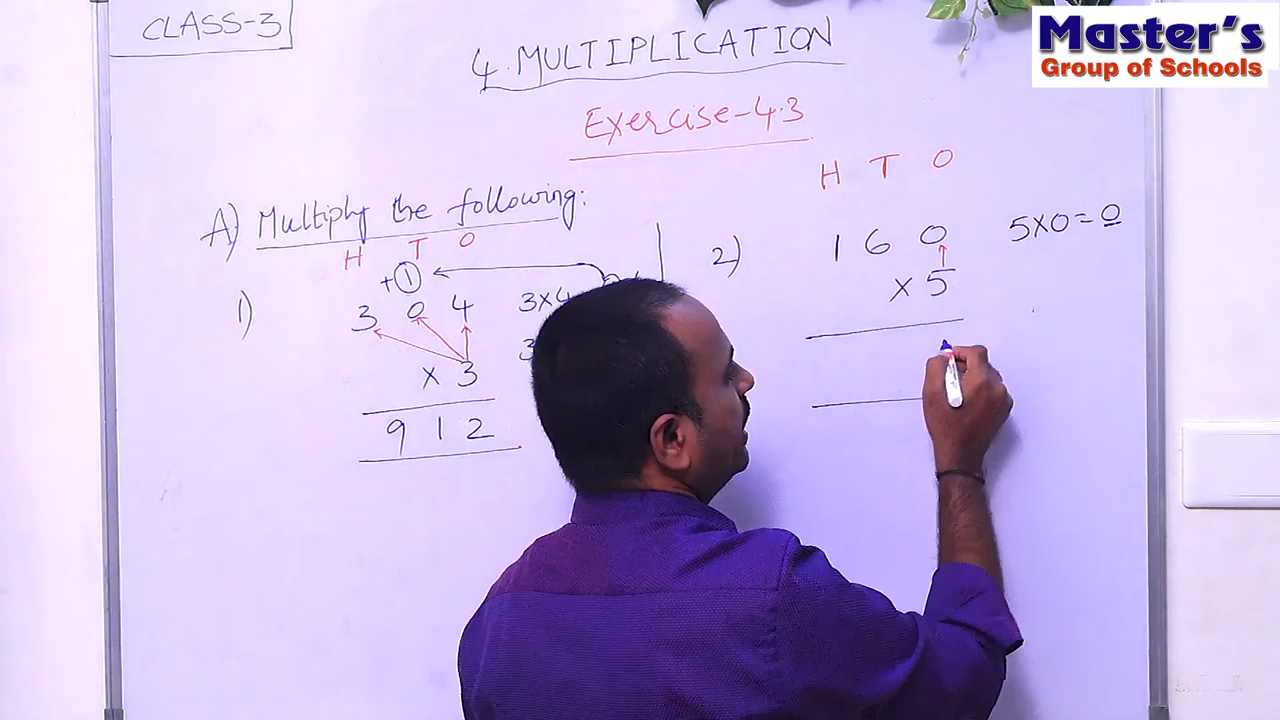 CLASS-3
Master's
Group of Schools
4. MULTIPLICATION
Exercise-4.3
A) Multiply the following:
H T O
+1
1) 3 0 4
× 3
9 1 2
3×4
3
2)
H T O
1 6 0
× 5
5×0=0